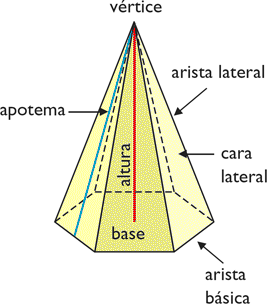 vértice
arista lateral
apotema
cara
lateral
altura
base
arista
básica